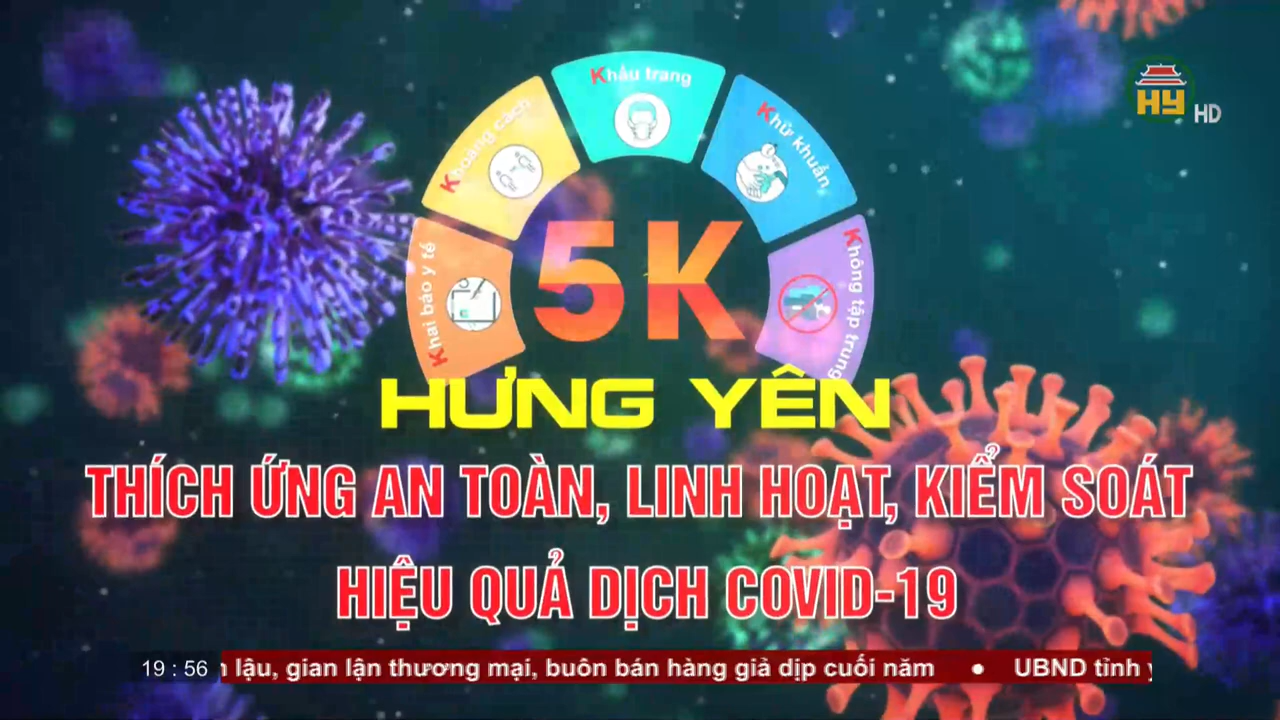 Khẩu trang
Khoảng cách
Khử khuẩn
HY HD
Khai báo y tế
5K
Không tập trung
HƯNG YÊN
THÍCH ỨNG AN TOÀN, LINH HOẠT, KIỂM SOÁT
HIỆU QUẢ DỊCH COVID-19
19 : 56 lậu, gian lận thương mại, buôn bán hàng giả dịp cuối năm • UBND tỉnh